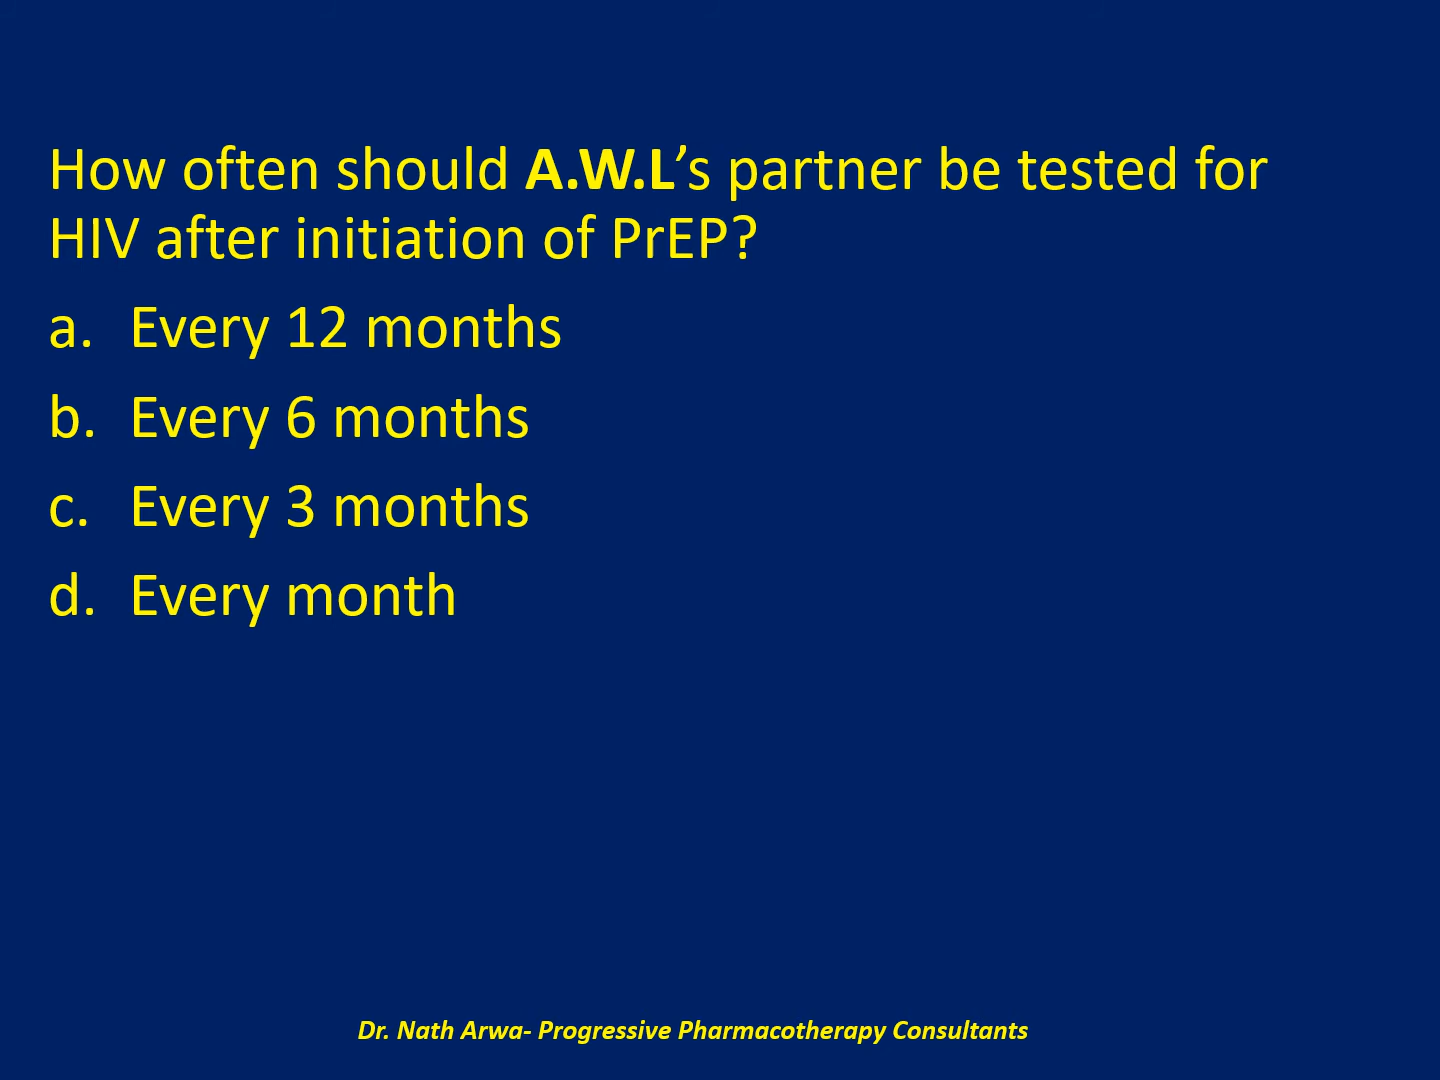 How often should A.W.L’s partner be tested for
HIV after initiation of PrEP?
a. Every 12 months
b. Every 6 months
c. Every 3 months
d. Every month
Dr. Nath Arwa- Progressive Pharmacotherapy Consultants